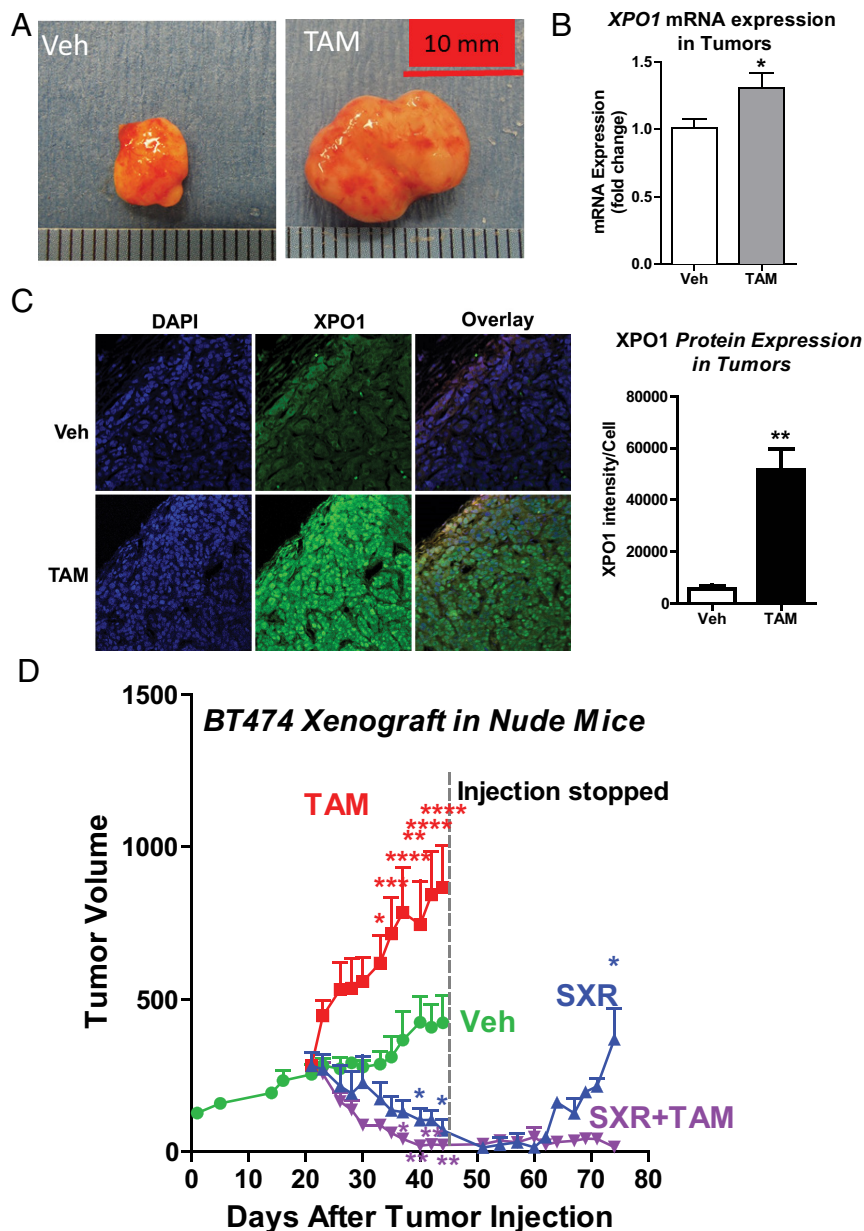 A
Veh
TAM
10 mm
B
XPO1 mRNA expression
in Tumors
mRNA Expression
(fold change)
1.5
1.0
0.5
0.0
*
Veh
TAM
C
DAPI
XPO1
Overlay
Veh
TAM
XPO1 Protein Expression
in Tumors
XPO1 intensity/Cell
80000
60000
40000
20000
0
**
Veh
TAM
D
BT474 Xenograft in Nude Mice
Tumor Volume
1500
1000
500
0
TAM
Injection stopped
****
****
**
****
***
*
Veh
SXR
*
SXR+TAM
*
*
*
**
**
**
0
10
20
30
40
50
60
70
80
Days After Tumor Injection